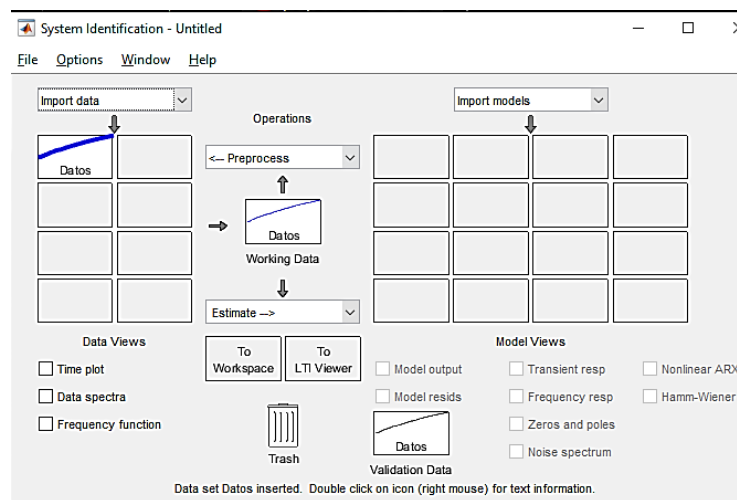 System Identification - Untitled
File Options Window Help
Import data
Import models
Operations
Datos
<-- Preprocess
Datos
Working Data
Estimate -->
Data Views
Model Views
To Workspace
To LTI Viewer
Time plot
Data spectra
Frequency function
Model output
Transient resp
Nonlinear ARX
Model resids
Frequency resp
Hamm-Wiener
Zeros and poles
Noise spectrum
Datos
Trash
Validation Data
Data set Datos inserted. Double click on icon (right mouse) for text information.